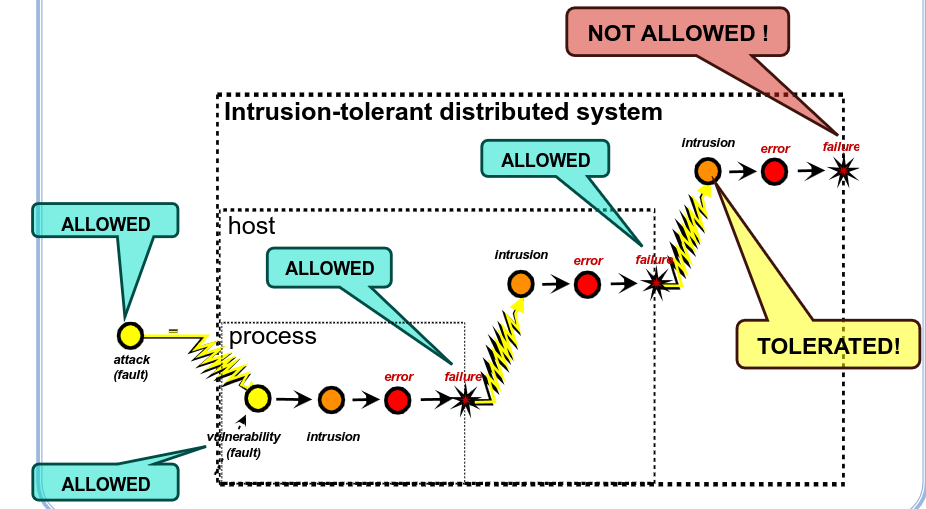 NOT ALLOWED !
Intrusion-tolerant distributed system
intrusion
error
failure
ALLOWED
host
ALLOWED
intrusion
error
failure
ALLOWED
process
TOLERATED!
attack
(fault)
error
failure
vulnerability
(fault)
intrusion
ALLOWED